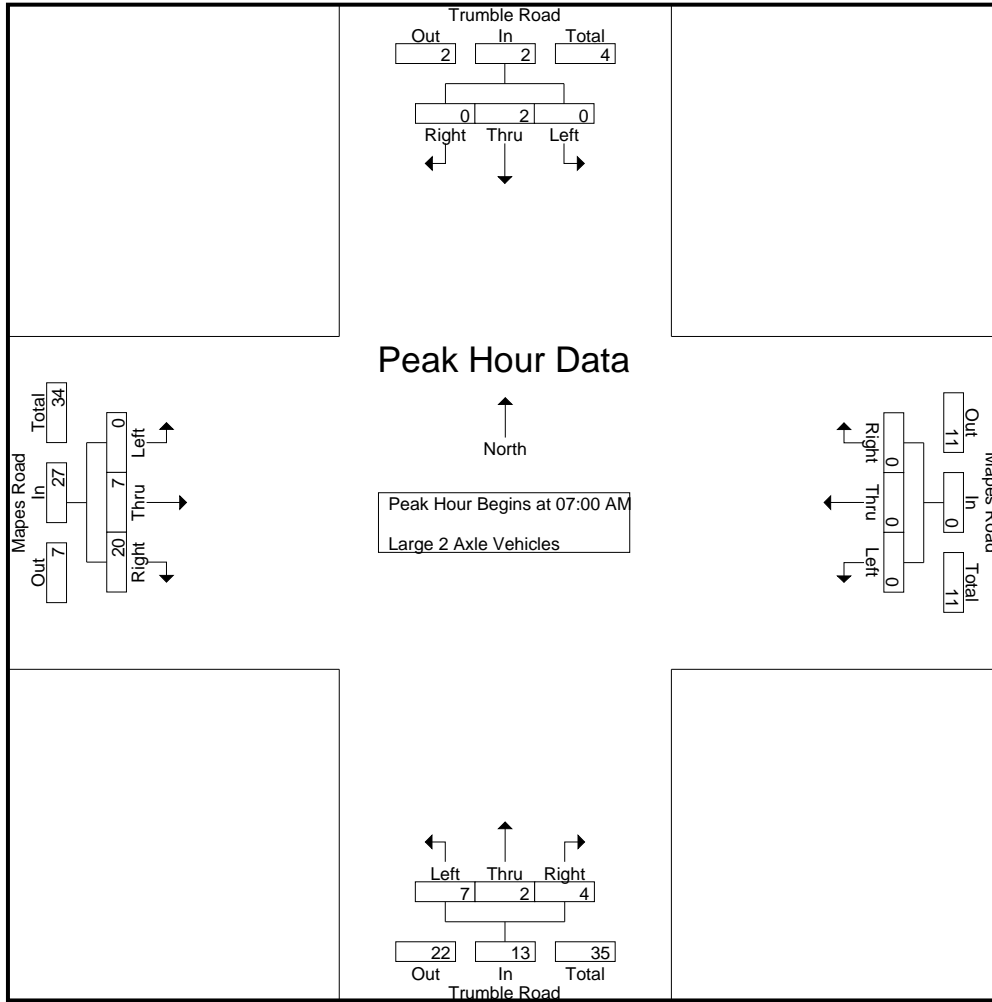 Trumble Road
Out In Total
2 2 4
0 2 0
Right Thru Left
Peak Hour Data
North
Peak Hour Begins at 07:00 AM
Large 2 Axle Vehicles
Mapes Road
Out In Total
7 27 34
20 7 0
Right Thru Left
Mapes Road
Out In Total
11 0 11
Right Thru Left
0 0 0
Left Thru Right
7 2 4
22 13 35
Out In Total
Trumble Road